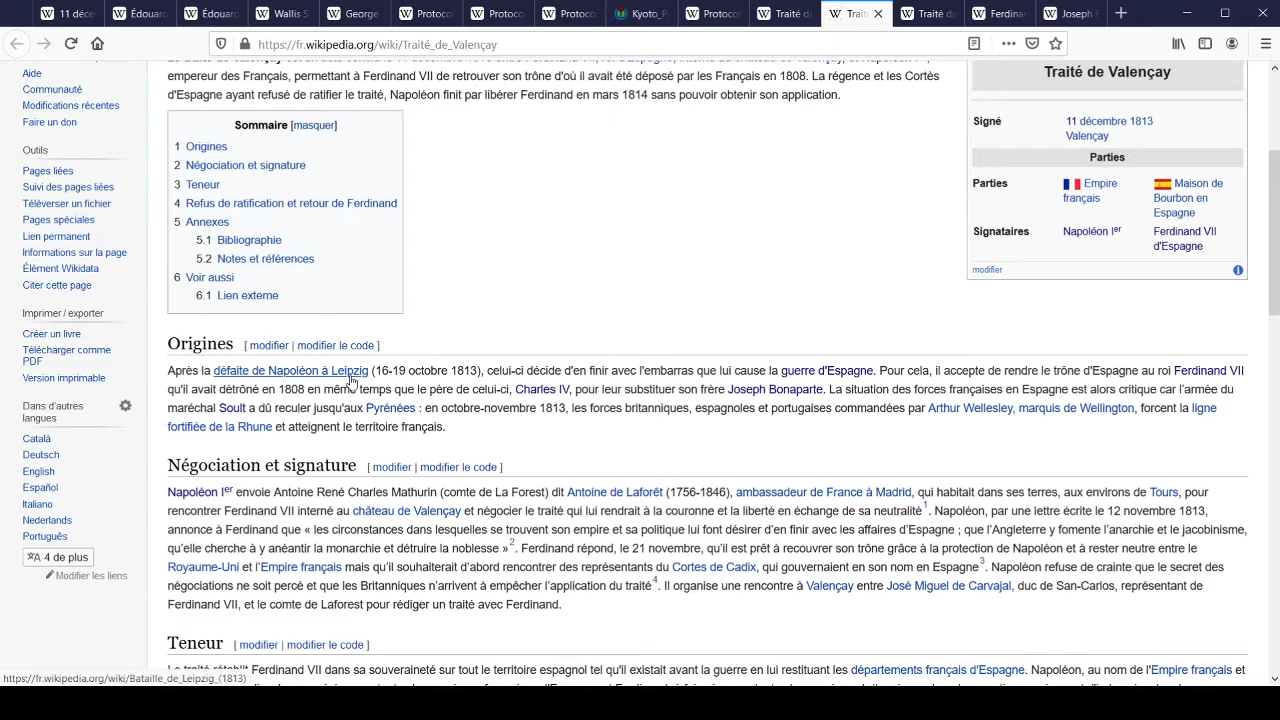 11 déce
Édouar
Édouard
Wallis S
George
Protoco
Protoco
Protoco
Kyoto_P
Protoco
Traité d
Traité
Traité de
Ferdina
Joseph B
https://fr.wikipedia.org/wiki/Traité_de_Valençay
Aide
Communauté
Modifications récentes
Faire un don
Outils
Pages liées
Suivi des pages liées
Téléverser un fichier
Pages spéciales
Lien permanent
Informations sur la page
Élément Wikidata
Citer cette page
Imprimer / exporter
Créer un livre
Télécharger comme
PDF
Version imprimable
Dans d'autres
langues
Català
Deutsch
English
Español
Italiano
Nederlands
Português
4 de plus
Modifier les liens
empereur des Français, permettant à Ferdinand VII de retrouver son trône d'où il avait été déposé par les Français en 1808. La régence et les Cortès
d'Espagne ayant refusé de ratifier le traité, Napoléon finit par libérer Ferdinand en mars 1814 sans pouvoir obtenir son application.
Sommaire [masquer]
1 Origines
2 Négociation et signature
3 Teneur
4 Refus de ratification et retour de Ferdinand
5 Annexes
5.1 Bibliographie
5.2 Notes et références
6 Voir aussi
6.1 Lien externe
Traité de Valençay
Signé 11 décembre 1813
Valençay
Parties
Parties Empire français Maison de Bourbon en Espagne
Signataires Napoléon Ier Ferdinand VII d'Espagne
modifier
Origines [ modifier | modifier le code ]
Après la défaite de Napoléon à Leipzig (16-19 octobre 1813), celui-ci décide d'en finir avec l'embarras que lui cause la guerre d'Espagne. Pour cela, il accepte de rendre le trône d'Espagne au roi Ferdinand VII
qu'il avait détrôné en 1808 en même temps que le père de celui-ci, Charles IV, pour leur substituer son frère Joseph Bonaparte. La situation des forces françaises en Espagne est alors critique car l'armée du
maréchal Soult a dû reculer jusqu'aux Pyrénées : en octobre-novembre 1813, les forces britanniques, espagnoles et portugaises commandées par Arthur Wellesley, marquis de Wellington, forcent la ligne
fortifiée de la Rhune et atteignent le territoire français.
Négociation et signature [ modifier | modifier le code ]
Napoléon Ier envoie Antoine René Charles Mathurin (comte de La Forest) dit Antoine de Laforêt (1756-1846), ambassadeur de France à Madrid, qui habitait dans ses terres, aux environs de Tours, pour
rencontrer Ferdinand VII interné au château de Valençay et négocier le traité qui lui rendrait à la couronne et la liberté en échange de sa neutralité1. Napoléon, par une lettre écrite le 12 novembre 1813,
annonce à Ferdinand que « les circonstances dans lesquelles se trouvent son empire et sa politique lui font désirer d'en finir avec les affaires d'Espagne ; que l'Angleterre y fomente l'anarchie et le jacobinisme,
qu'elle cherche à y anéantir la monarchie et détruire la noblesse »2. Ferdinand répond, le 21 novembre, qu'il est prêt à recouvrer son trône grâce à la protection de Napoléon et à rester neutre entre le
Royaume-Uni et l'Empire français mais qu'il souhaiterait d'abord rencontrer des représentants du Cortes de Cadix, qui gouvernaient en son nom en Espagne3. Napoléon refuse de crainte que le secret des
négociations ne soit percé et que les Britanniques n'arrivent à empêcher l'application du traité4. Il organise une rencontre à Valençay entre José Miguel de Carvajal, duc de San-Carlos, représentant de
Ferdinand VII, et le comte de Laforest pour rédiger un traité avec Ferdinand.
Teneur [ modifier | modifier le code ]
Le traité rétablit Ferdinand VII dans sa souveraineté sur tout le territoire espagnol tel qu'il existait avant la guerre en lui restituant les départements français d'Espagne. Napoléon, au nom de l'Empire français et
https://fr.wikipedia.org/wiki/Bataille_de_Leipzig_(1813)